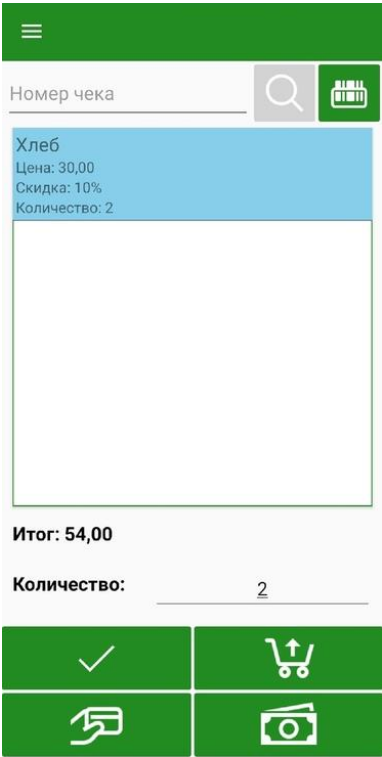 Номер чека
Хлеб
Цена: 30,00
Скидка: 10%
Количество: 2
Итог: 54,00
Количество: 2